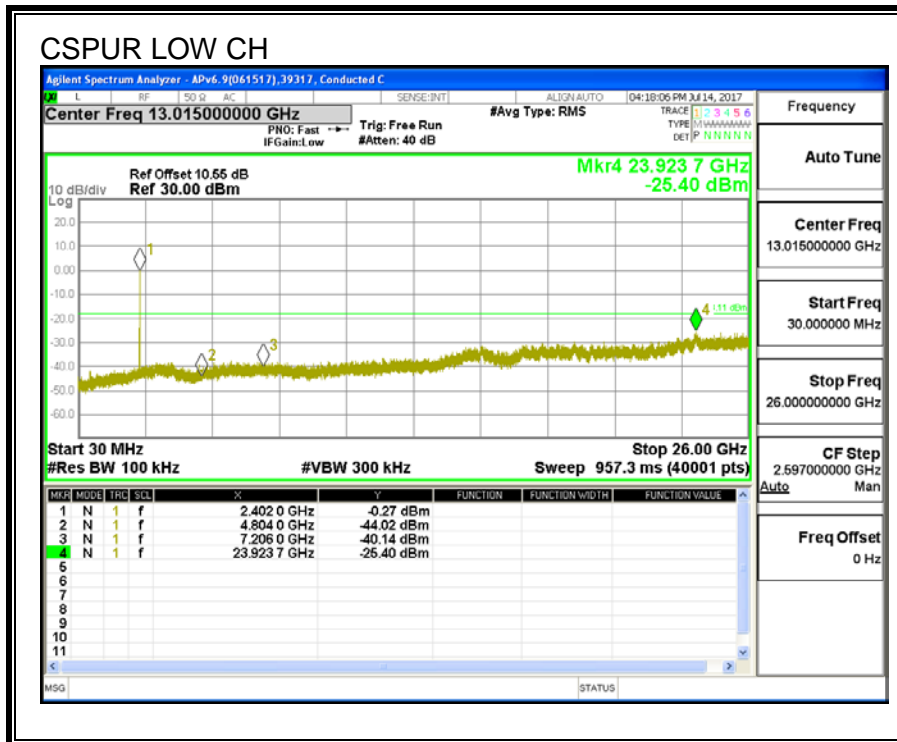 CSPUR LOW CH
Agilent Spectrum Analyzer - APv6.9(061517),39317, Conducted C
L RF 50 Ω AC SENSE:INT ALIGN AUTO 04:18:06 PM Jul 14, 2017
Center Freq 13.015000000 GHz
PNO: Fast
IFGain:Low
Trig: Free Run
#Atten: 40 dB
#Avg Type: RMS
TRACE 1 2 3 4 5 6
TYPE M WWWWW
DET P N N N N N
Ref Offset 10.55 dB
10 dB/div Ref 30.00 dBm
Log
Mkr4 23.923 7 GHz
-25.40 dBm
20.0
10.0
0.00
-10.0
-20.0
-30.0
-40.0
-50.0
-60.0
1
2
3
4
Start 30 MHz Stop 26.00 GHz
#Res BW 100 kHz #VBW 300 kHz Sweep 957.3 ms (40001 pts)
MKR MODE TRC SCL X Y FUNCTION FUNCTION WIDTH FUNCTION VALUE
1 N 1 f 2.402 0 GHz -0.27 dBm
2 N 1 f 4.804 0 GHz -44.02 dBm
3 N 1 f 7.206 0 GHz -40.14 dBm
4 N 1 f 23.923 7 GHz -25.40 dBm
5
6
7
8
9
10
11
MSG STATUS
Frequency
Auto Tune
Center Freq
13.015000000 GHz
Start Freq
30.000000 MHz
Stop Freq
26.000000000 GHz
CF Step
2.597000000 GHz
Auto Man
Freq Offset
0 Hz